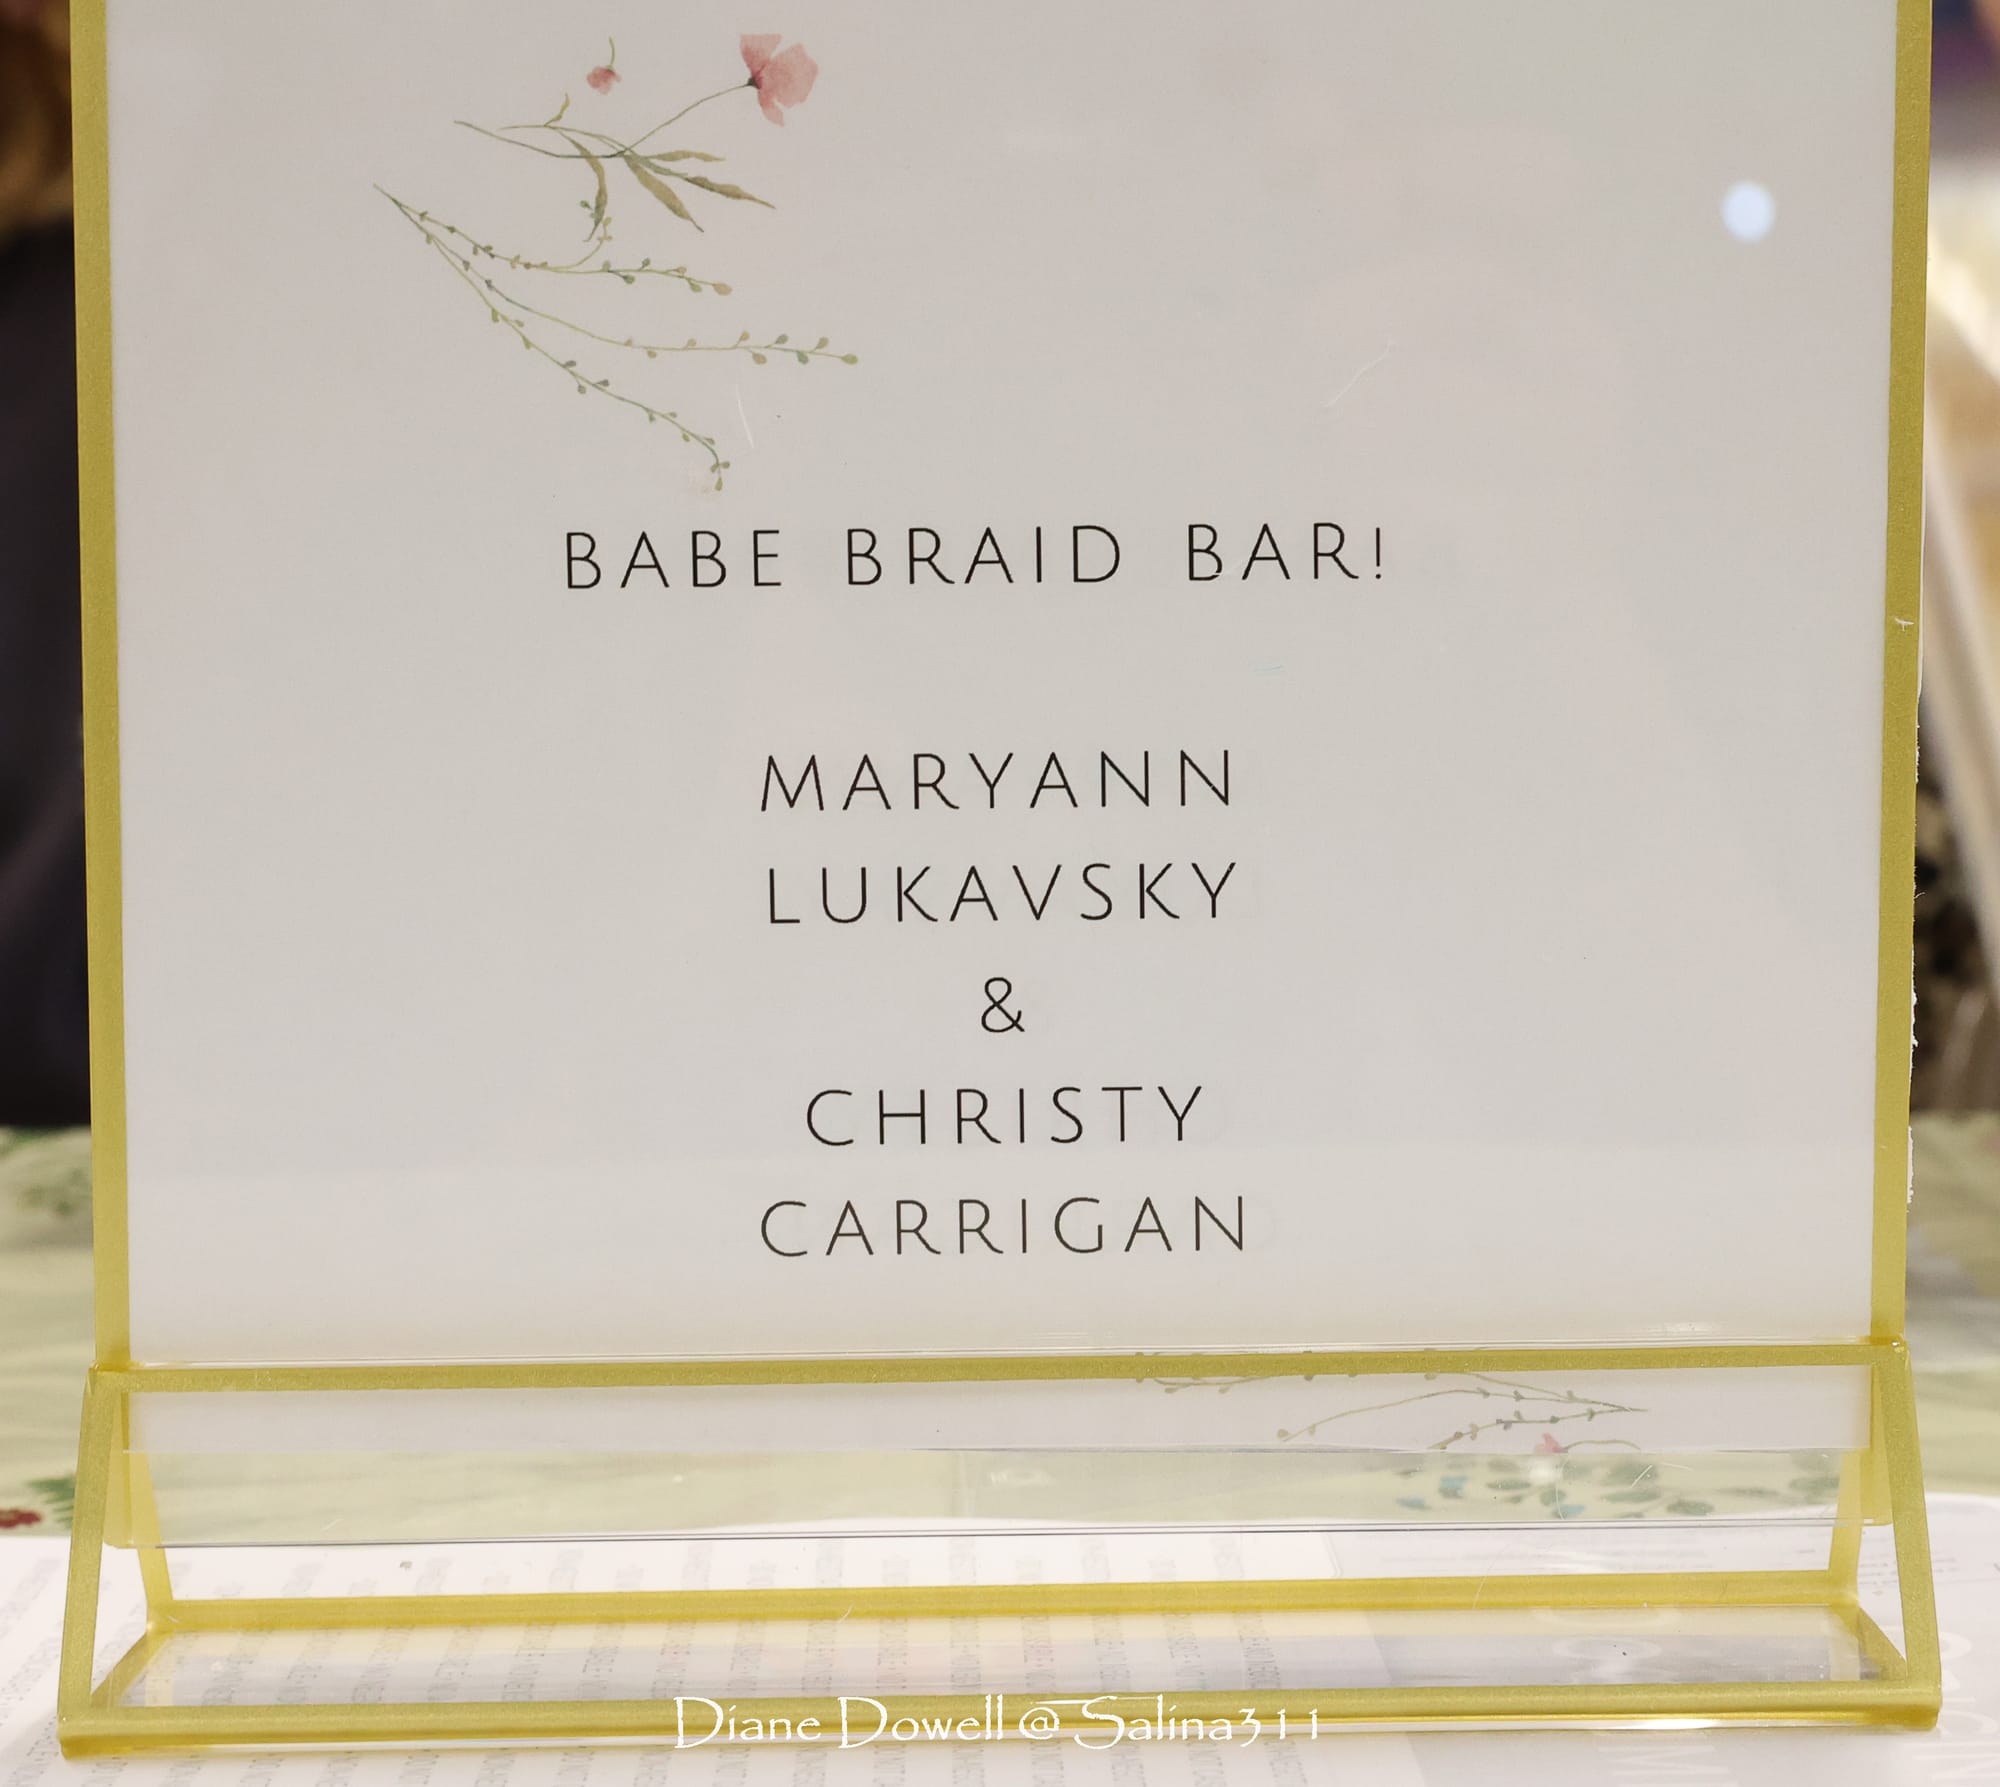 BABE BRAID BAR!
MARYANN
LUKAVSKY
&
CHRISTY
CARRIGAN
Diane Dowell @ Salina311